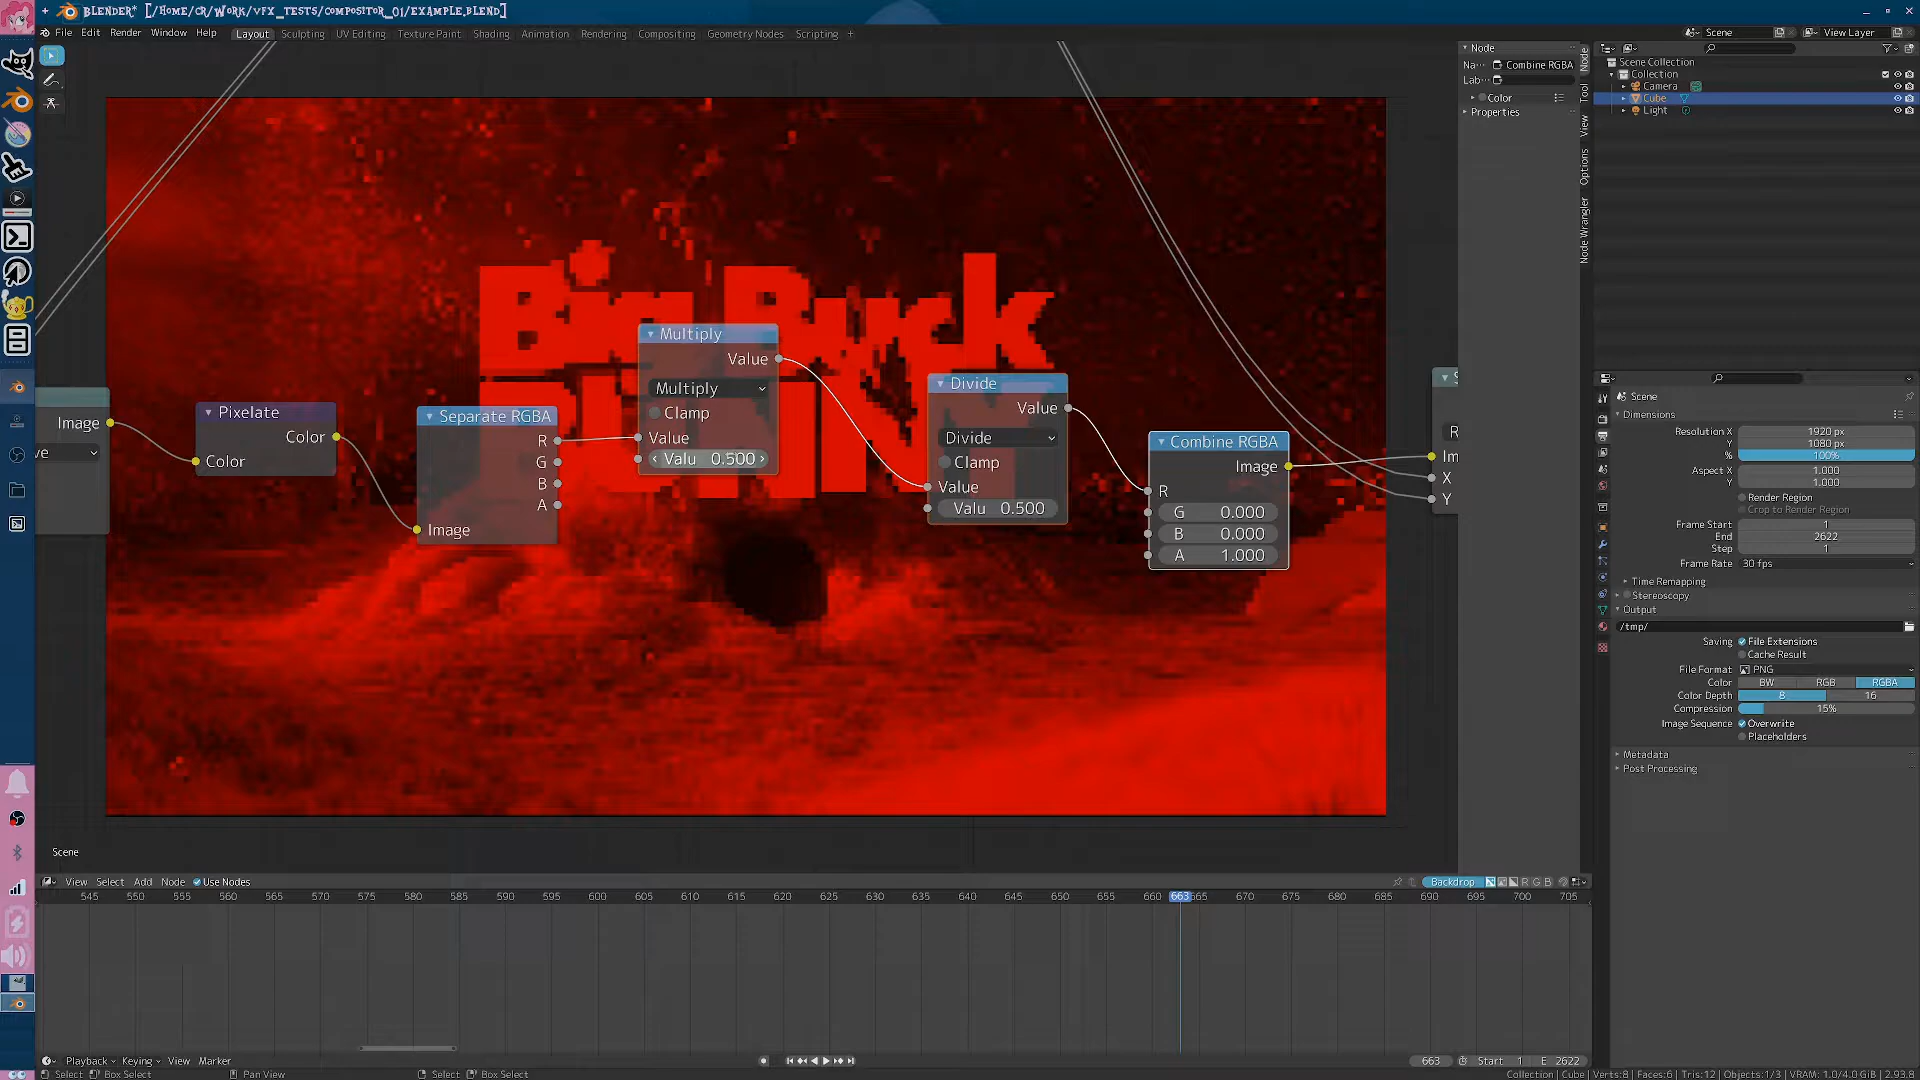 BLENDER* [/HOME/CR/WORK/VFX_TESTS/COMPOSITOR_01/EXAMPLE.BLEND]
File Edit Render Window Help
Layout Sculpting UV Editing Texture Paint Shading Animation Rendering Compositing Geometry Nodes Scripting +
Scene
View Layer
Node
Na··· Combine RGBA
Lab···
Color
Properties
Node
Tool
View
Options
Node Wrangler
Scene Collection
Collection
Camera
Cube
Light
Big Buck
Multiply
Value
Multiply
Clamp
Value
Valu 0.500
Divide
Value
Divide
Clamp
Value
Valu 0.500
Image
Pixelate
Color
Color
Separate RGBA
R
G
B
A
Image
Combine RGBA
Image
R
G 0.000
B 0.000
A 1.000
R
Im
X
Y
Scene
Dimensions
Resolution X 1920 px
Y 1080 px
% 100%
Aspect X 1.000
Y 1.000
Render Region
Crop to Render Region
Frame Start 1
End 2622
Step 1
Frame Rate 30 fps
Time Remapping
Stereoscopy
Output
/tmp/
Saving File Extensions
Cache Result
File Format PNG
Color BW RGB RGBA
Color Depth 8 16
Compression 15%
Image Sequence Overwrite
Placeholders
Metadata
Post Processing
Scene
View Select Add Node Use Nodes
Backdrop R G B
545 550 555 560 565 570 575 580 585 590 595 600 605 610 615 620 625 630 635 640 645 650 655 660 663 665 670 675 680 685 690 695 700 705
Playback Keying View Marker
663 Start 1 E 2622
Select Box Select Pan View Select Box Select
Collection | Cube | Verts:8 | Faces:6 | Tris:12 | Objects:1/3 | VRAM: 1.0/4.0 GiB | 2.93.8